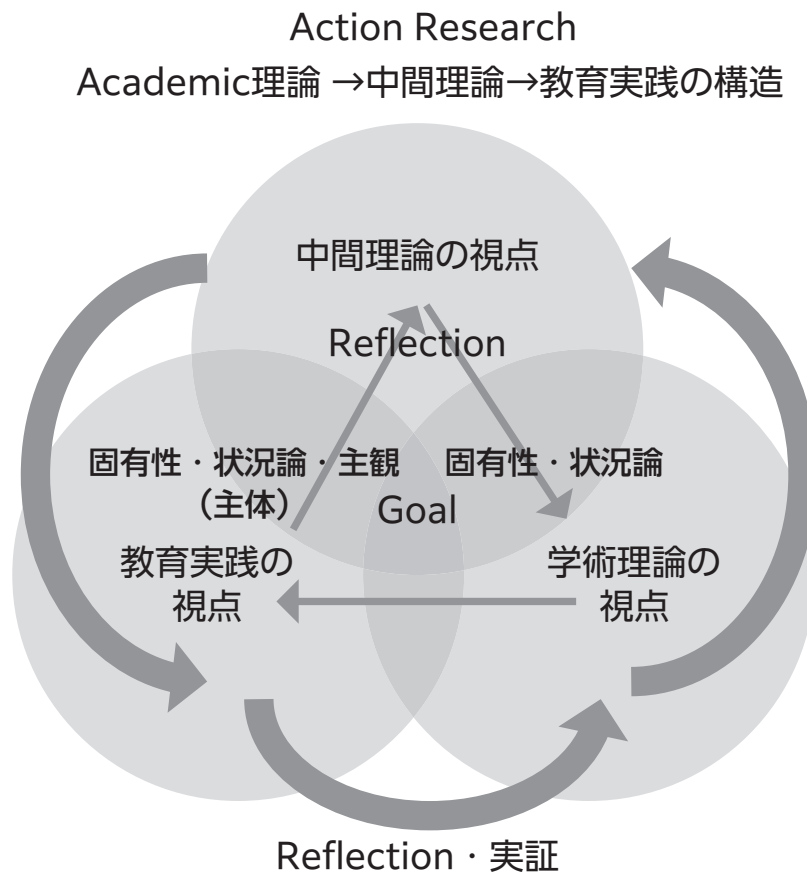 Action Research
Academic理論 →中間理論→教育実践の構造
中間理論の視点
Reflection
固有性・状況論・主観
（主体）
固有性・状況論
Goal
教育実践の
視点
学術理論の
視点
Reflection・実証